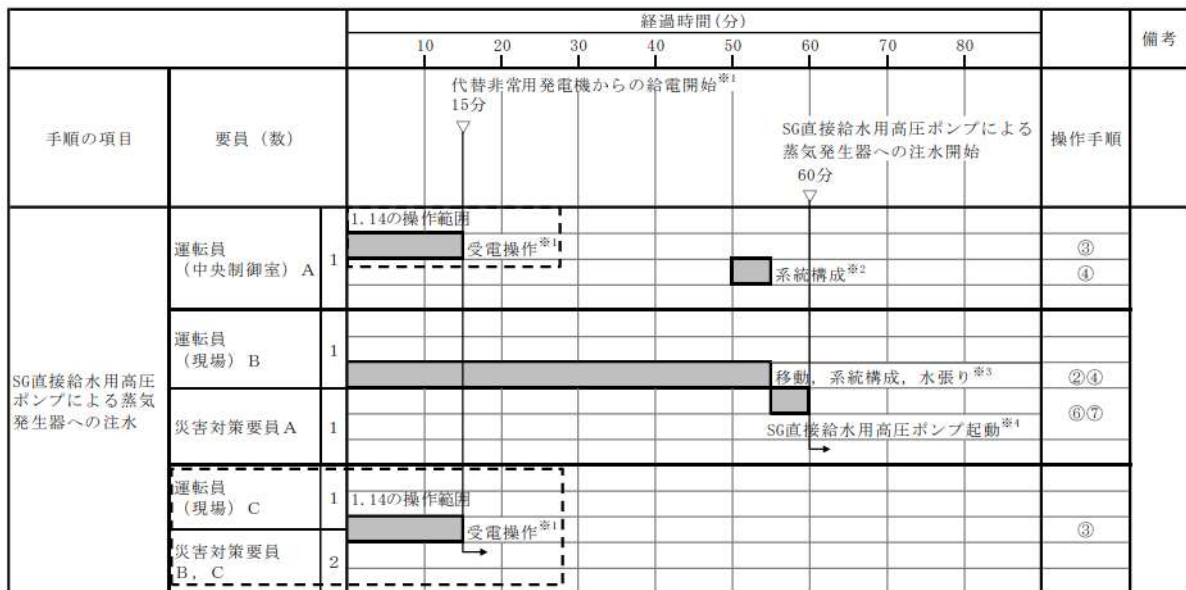 経過時間(分)
備考
10 20 30 40 50 60 70 80
手順の項目
要員（数）
操作手順
代替非常用発電機からの給電開始※1
15分
▽
SG直接給水用高圧ポンプによる
蒸気発生器への注水開始
60分
▽
SG直接給水用高圧
ポンプによる蒸気
発生器への注水
運転員
（中央制御室）A
1
1.14の操作範囲
受電操作※1
③
系統構成※2
④
運転員
（現場）B
1
移動，系統構成，水張り※3
②④
災害対策要員A
1
SG直接給水用高圧ポンプ起動※4
⑥⑦
運転員
（現場）C
1
1.14の操作範囲
受電操作※1
③
災害対策要員
B，C
2